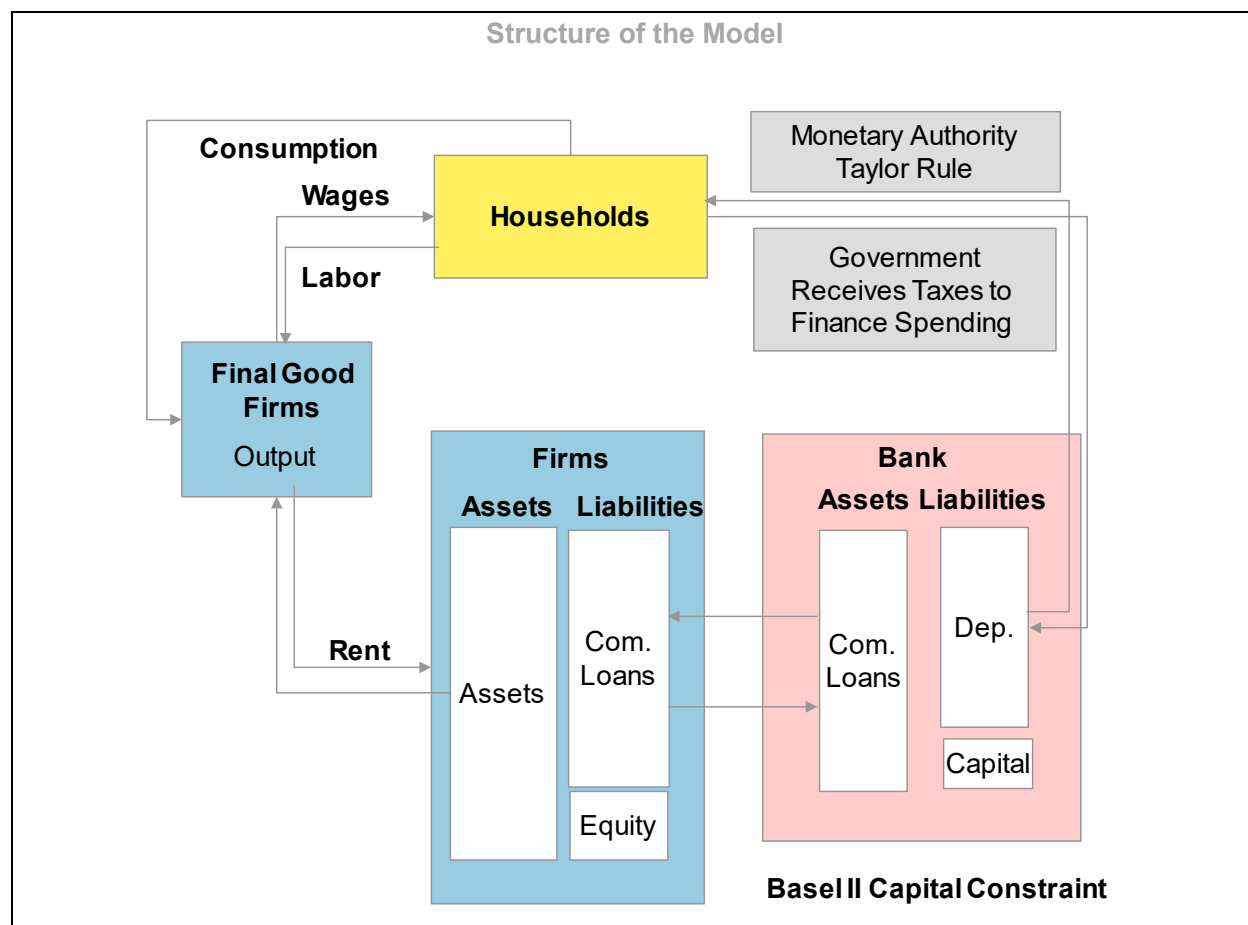 Structure of the Model
Consumption
Wages
Labor
Households
Monetary Authority
Taylor Rule
Government
Receives Taxes to
Finance Spending
Final Good
Firms
Output
Rent
Firms
Assets
Liabilities
Assets
Com.
Loans
Equity
Bank
Assets Liabilities
Com.
Loans
Dep.
Capital
Basel II Capital Constraint